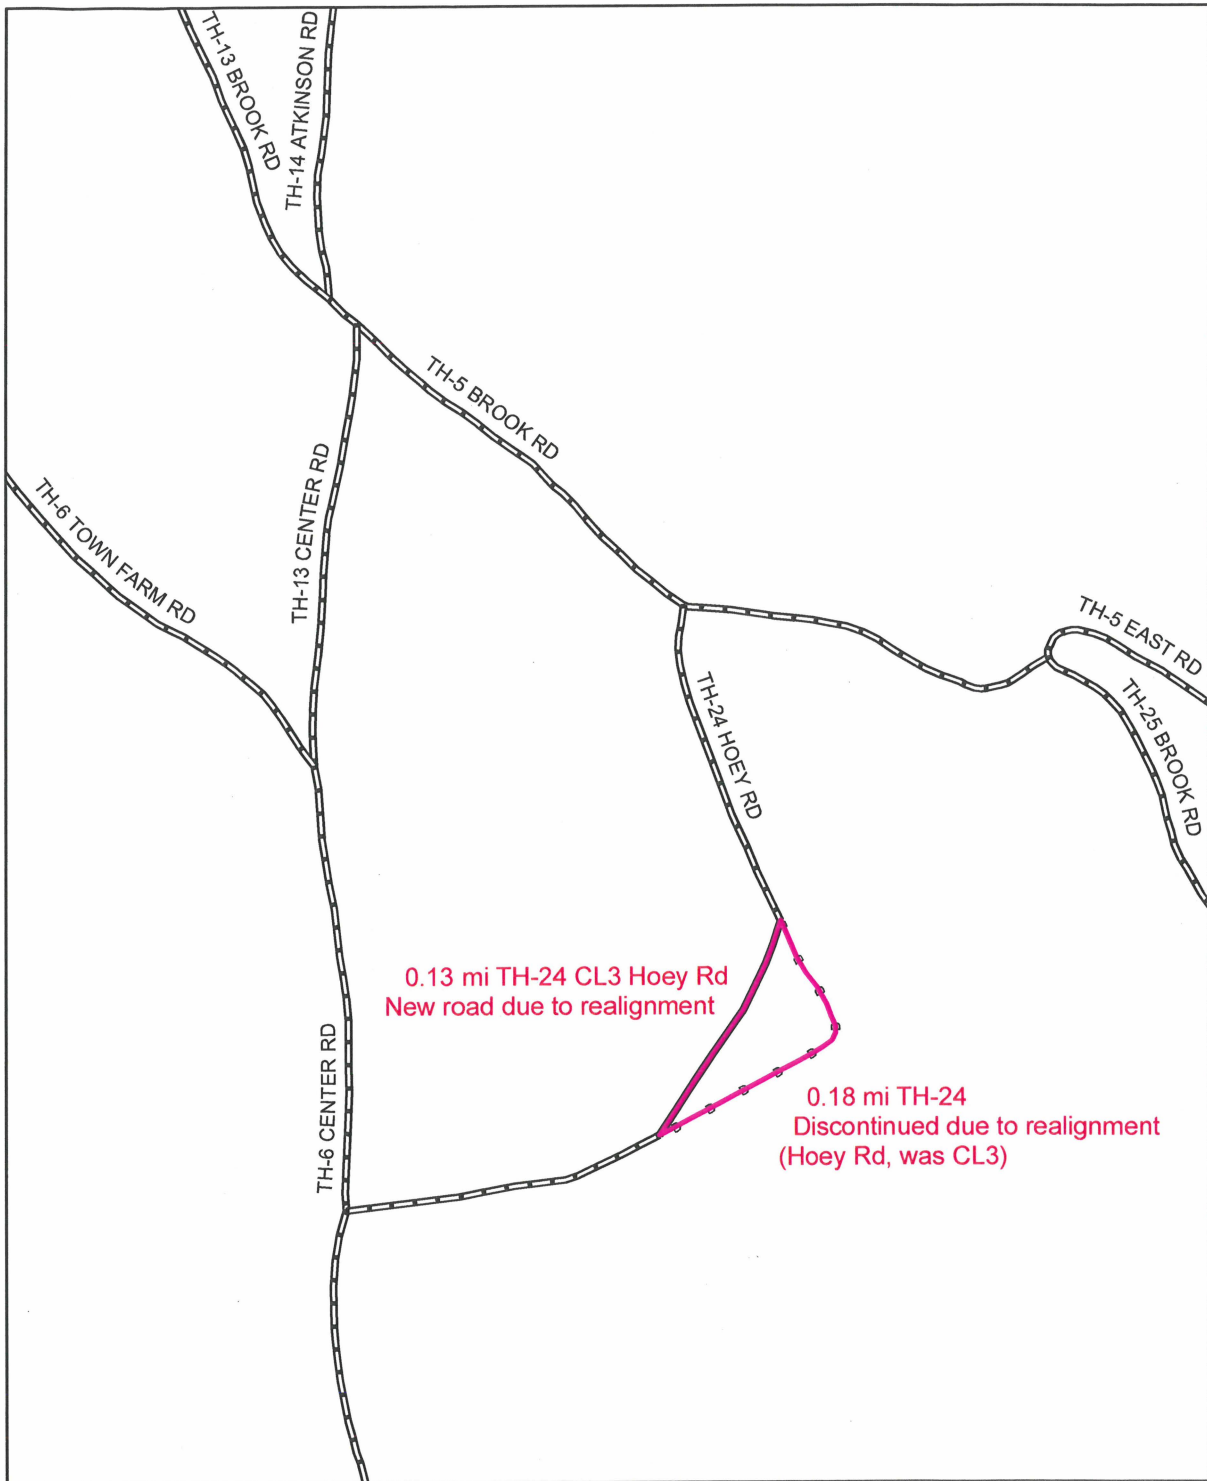 TH-13 BROOK RD
TH-14 ATKINSON RD
TH-5 BROOK RD
TH-13 CENTER RD
TH-6 TOWN FARM RD
TH-5 EAST RD
TH-25 BROOK RD
TH-24 HOEY RD
0.13 mi TH-24 CL3 Hoey Rd
New road due to realignment
TH-6 CENTER RD
0.18 mi TH-24
Discontinued due to realignment
(Hoey Rd, was CL3)